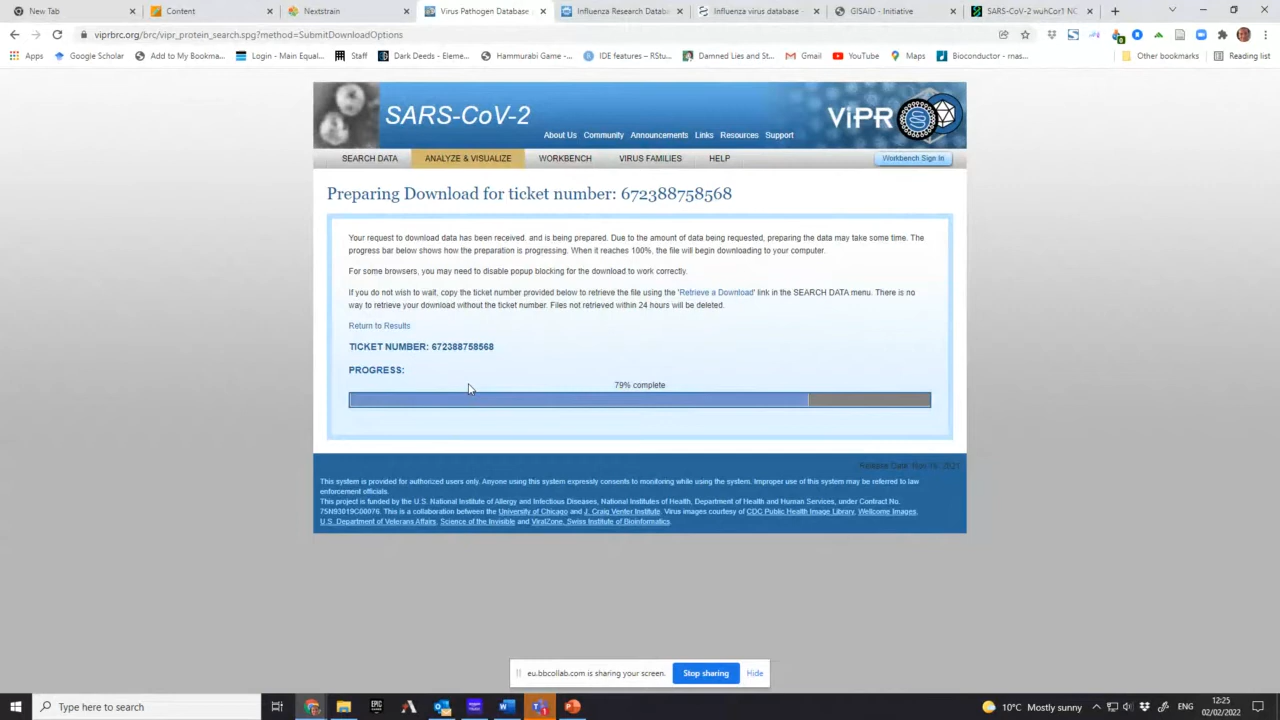 New Tab
Content
Nextstrain
Virus Pathogen Database
Influenza Research Datab
Influenza virus database
GISAID - Initiative
SARS-CoV-2 wuhCor1 NC
viprbrc.org/brc/vipr_protein_search.spg?method=SubmitDownloadOptions
Apps
Google Scholar
Add to My Bookma...
Login - Main Equal...
Staff
Dark Deeds - Eleme...
Hammurabi Game -...
IDE features – RStu...
Damned Lies and St...
Gmail
YouTube
Maps
Bioconductor - rnas...
Other bookmarks
Reading list
SARS-CoV-2
ViPR
About Us Community Announcements Links Resources Support
SEARCH DATA ANALYZE & VISUALIZE WORKBENCH VIRUS FAMILIES HELP
Workbench Sign In
Preparing Download for ticket number: 672388758568
Your request to download data has been received, and is being prepared. Due to the amount of data being requested, preparing the data may take some time. The
progress bar below shows how the preparation is progressing. When it reaches 100%, the file will begin downloading to your computer.
For some browsers, you may need to disable popup blocking for the download to work correctly.
If you do not wish to wait, copy the ticket number provided below to retrieve the file using the 'Retrieve a Download' link in the SEARCH DATA menu. There is no
way to retrieve your download without the ticket number. Files not retrieved within 24 hours will be deleted.
Return to Results
TICKET NUMBER: 672388758568
PROGRESS:
79% complete
Release Date: Nov 16, 2021
This system is provided for authorized users only. Anyone using this system expressly consents to monitoring while using the system. Improper use of this system may be referred to law
enforcement officials.
This project is funded by the U.S. National Institute of Allergy and Infectious Diseases, National Institutes of Health, Department of Health and Human Services, under Contract No.
75N93019C00076. This is a collaboration between the University of Chicago and J. Craig Venter Institute. Virus images courtesy of CDC Public Health Image Library, Wellcome Images,
U.S. Department of Veterans Affairs, Science of the Invisible and ViralZone, Swiss Institute of Bioinformatics.
eu.bbcollab.com is sharing your screen.
Stop sharing
Hide
Type here to search
10°C Mostly sunny
12:25
02/02/2022